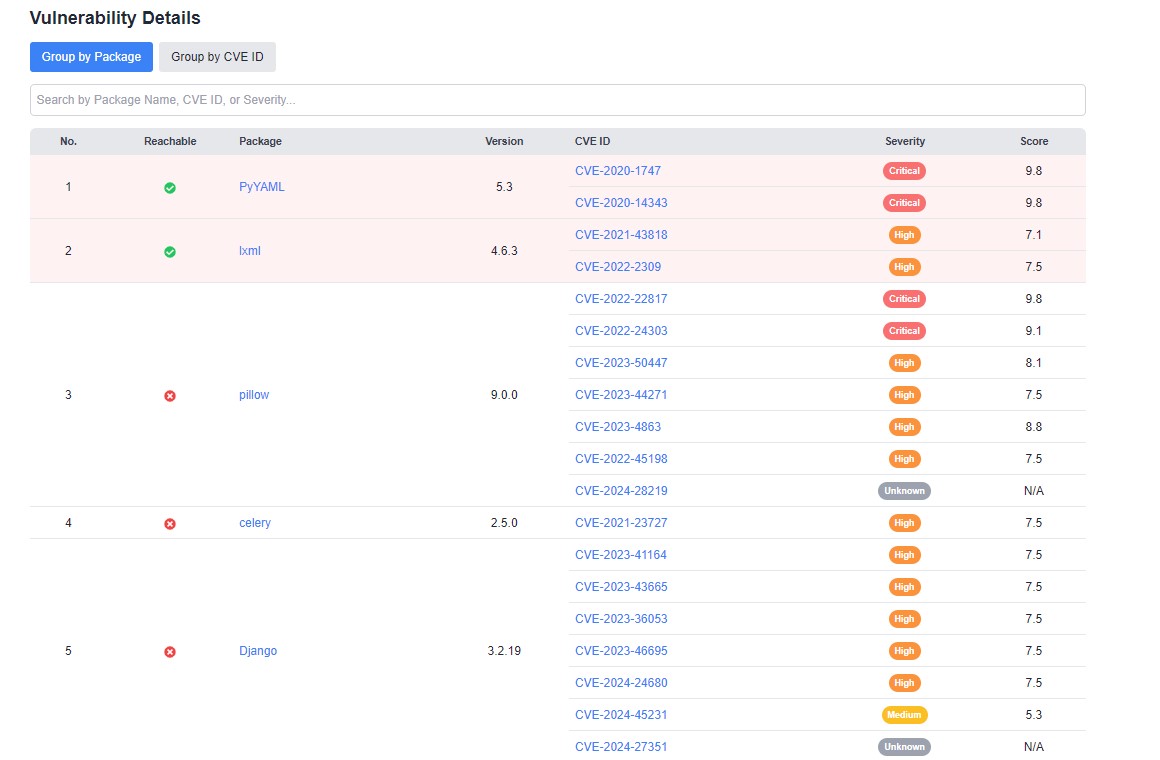 Vulnerability Details
Group by Package Group by CVE ID
Search by Package Name, CVE ID, or Severity...
No. Reachable Package Version CVE ID Severity Score
1 PyYAML 5.3 CVE-2020-1747 Critical 9.8
CVE-2020-14343 Critical 9.8
2 lxml 4.6.3 CVE-2021-43818 High 7.1
CVE-2022-2309 High 7.5
3 pillow 9.0.0 CVE-2022-22817 Critical 9.8
CVE-2022-24303 Critical 9.1
CVE-2023-50447 High 8.1
CVE-2023-44271 High 7.5
CVE-2023-4863 High 8.8
CVE-2022-45198 High 7.5
CVE-2024-28219 Unknown N/A
4 celery 2.5.0 CVE-2021-23727 High 7.5
5 Django 3.2.19 CVE-2023-41164 High 7.5
CVE-2023-43665 High 7.5
CVE-2023-36053 High 7.5
CVE-2023-46695 High 7.5
CVE-2024-24680 High 7.5
CVE-2024-45231 Medium 5.3
CVE-2024-27351 Unknown N/A